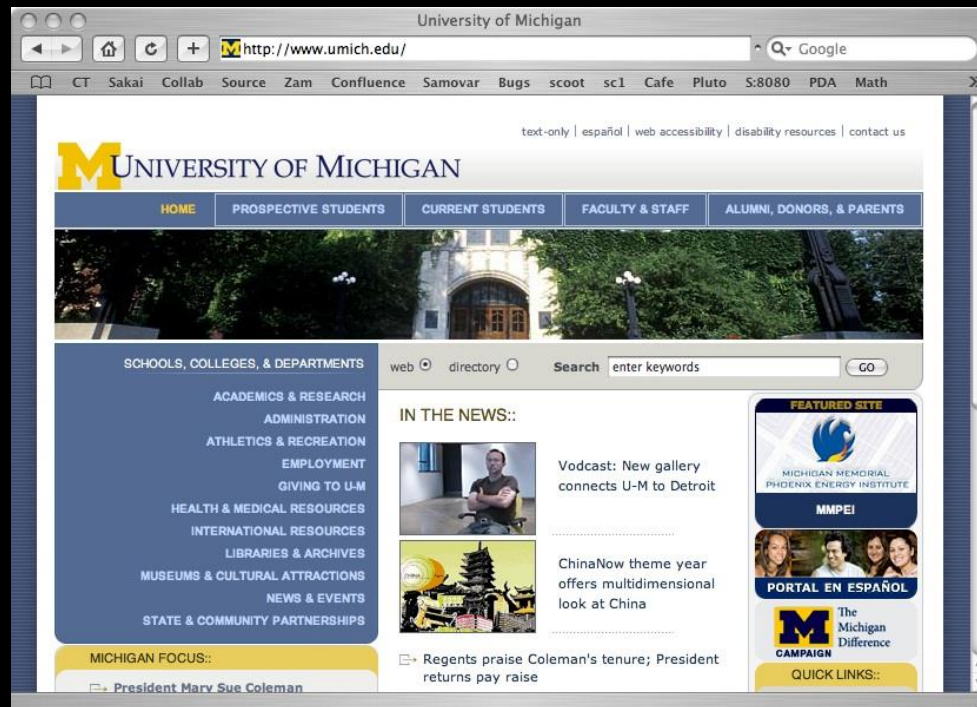 University of Michigan
http://www.umich.edu/
Google
CT Sakai Collab Source Zam Confluence Samovar Bugs scoot sc1 Cafe Pluto S:8080 PDA Math
text-only | español | web accessibility | disability resources | contact us
M UNIVERSITY OF MICHIGAN
HOME PROSPECTIVE STUDENTS CURRENT STUDENTS FACULTY & STAFF ALUMNI, DONORS, & PARENTS
SCHOOLS, COLLEGES, & DEPARTMENTS
ACADEMICS & RESEARCH
ADMINISTRATION
ATHLETICS & RECREATION
EMPLOYMENT
GIVING TO U-M
HEALTH & MEDICAL RESOURCES
INTERNATIONAL RESOURCES
LIBRARIES & ARCHIVES
MUSEUMS & CULTURAL ATTRACTIONS
NEWS & EVENTS
STATE & COMMUNITY PARTNERSHIPS
MICHIGAN FOCUS::
President Mary Sue Coleman
web directory Search enter keywords GO
IN THE NEWS::
Vodcast: New gallery
connects U-M to Detroit
ChinaNow theme year
offers multidimensional
look at China
Regents praise Coleman's tenure; President
returns pay raise
FEATURED SITE
MICHIGAN MEMORIAL
PHOENIX ENERGY INSTITUTE
MMPEI
PORTAL EN ESPAÑOL
M
CAMPAIGN
The
Michigan
Difference
QUICK LINKS::